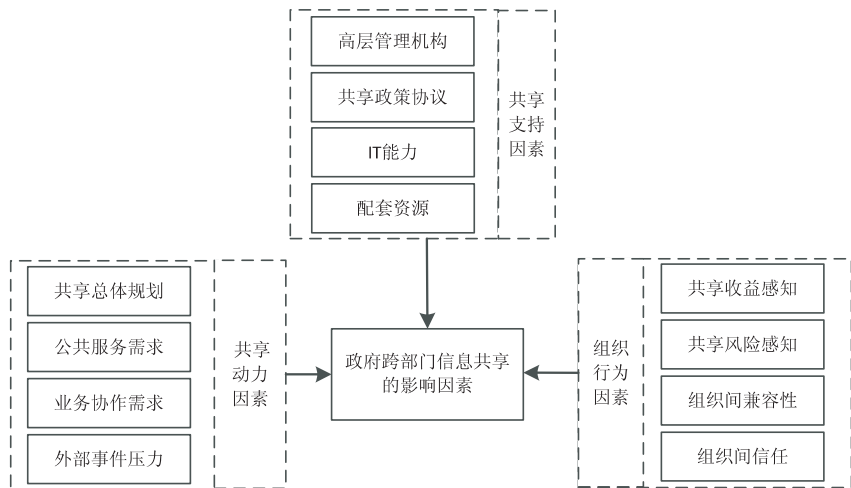 高层管理机构
共享政策协议
IT能力
配套资源
共享
支持
因素
共享总体规划
公共服务需求
业务协作需求
外部事件压力
共享
动力
因素
政府跨部门信息共享
的影响因素
组织
行为
因素
共享收益感知
共享风险感知
组织间兼容性
组织间信任